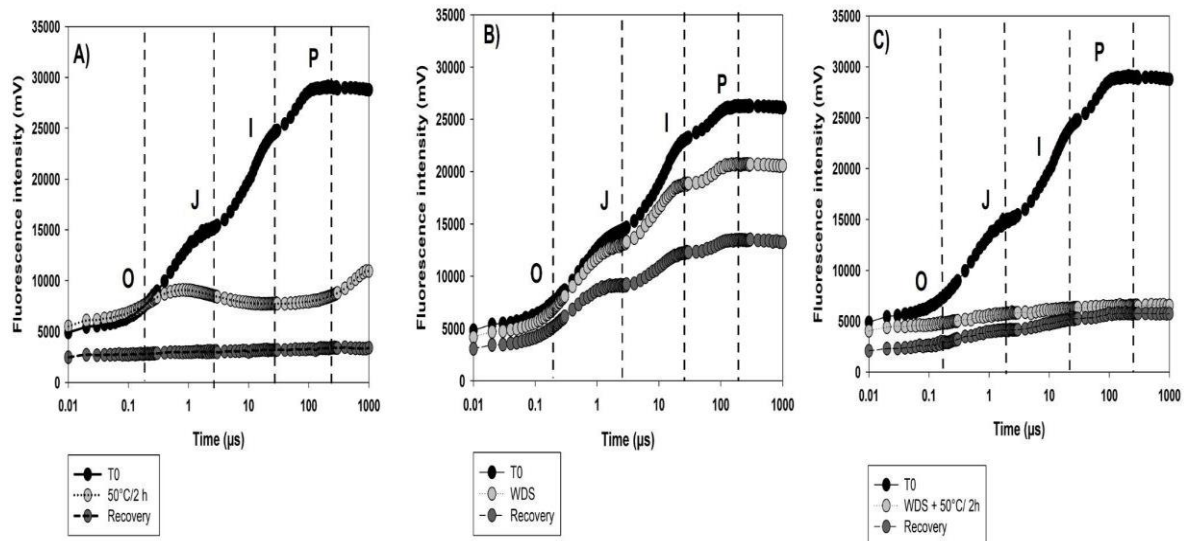 A)
Fluorescence intensity (mV)
35000
30000
25000
20000
15000
10000
5000
0
O
J
I
P
0.01 0.1 1 10 100 1000
Time (µs)
T0
50°C/2 h
Recovery
B)
Fluorescence intensity (mV)
35000
30000
25000
20000
15000
10000
5000
0
O
J
I
P
0.01 0.1 1 10 100 1000
Time (µs)
T0
WDS
Recovery
C)
Fluorescence intensity (mV)
35000
30000
25000
20000
15000
10000
5000
0
O
J
I
P
0.01 0.1 1 10 100 1000
Time (µs)
T0
WDS + 50°C/ 2h
Recovery